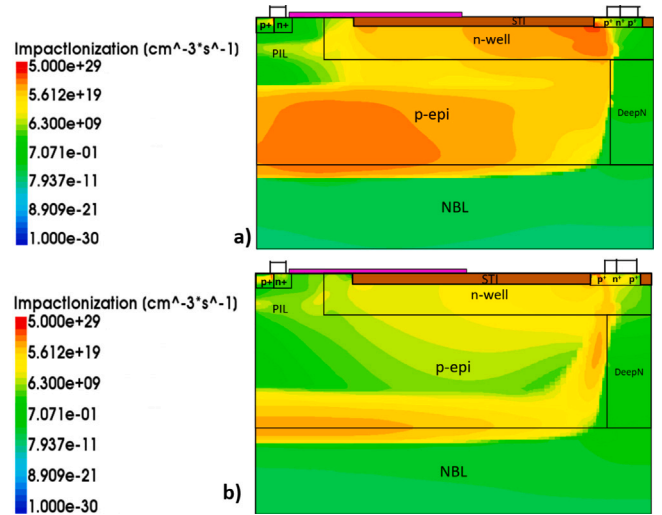 STI
p+ n+
p+ n+ p+
n-well
PIL
Impactlonization (cm^-3*s^-1)
5.000e+29
5.612e+19
6.300e+09
7.071e-01
7.937e-11
8.909e-21
1.000e-30
p-epi
DeepN
NBL
a)
STI
p+ n+
p+ n+ p+
n-well
PIL
Impactlonization (cm^-3*s^-1)
5.000e+29
5.612e+19
6.300e+09
7.071e-01
7.937e-11
8.909e-21
1.000e-30
p-epi
DeepN
NBL
b)